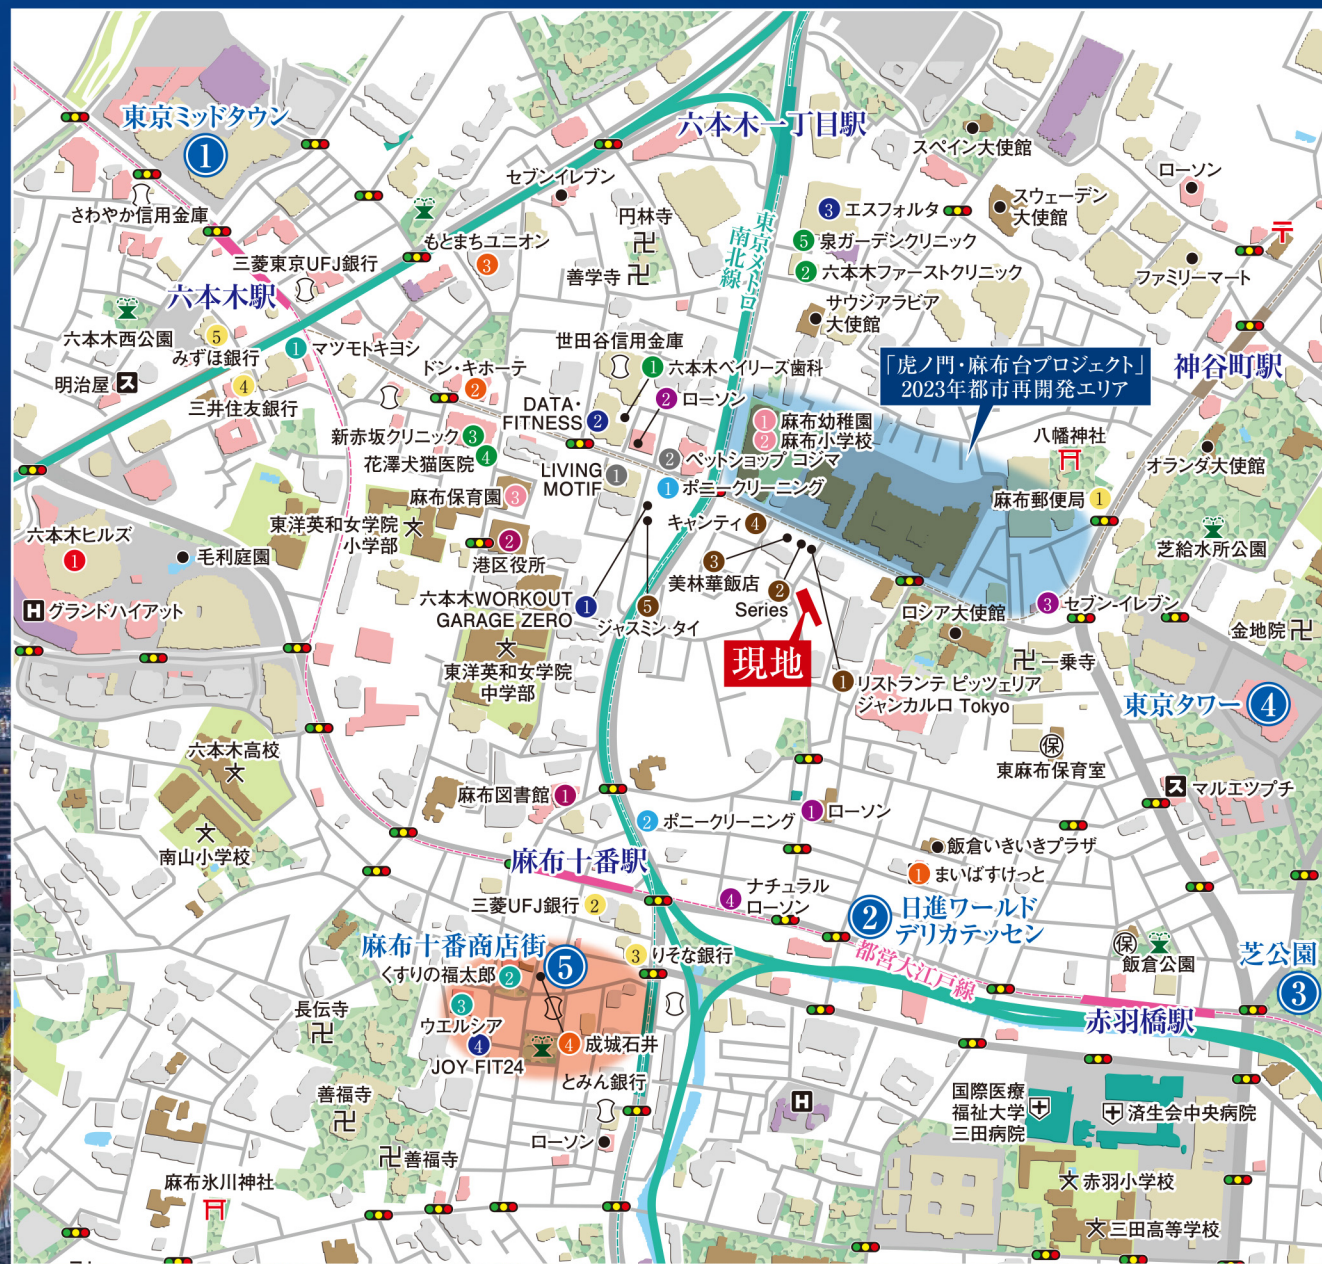 東京ミッドタウン
1
さわやか信用金庫
三菱東京UFJ銀行
六本木駅
六本木西公園
5
みずほ銀行
明治屋
4
三井住友銀行
1
マツモトキヨシ
セブンイレブン
もとまちユニオン
3
円林寺
善学寺
六本木一丁目駅
東京メトロ
南北線
スペイン大使館
3 エスフォルタ
5 泉ガーデンクリニック
2 六本木ファーストクリニック
スウェーデン
大使館
サウジアラビア
大使館
ローソン
ファミリーマート
神谷町駅
「虎ノ門・麻布台プロジェクト」
2023年都市再開発エリア
世田谷信用金庫
1 六本木ベイリーズ歯科
2 ローソン
ドン・キホーテ
2
DATA・
FITNESS 2
新赤坂クリニック 3
花澤犬猫医院 4
LIVING
MOTIF 1
2 ペットショップ コジマ
1 ポニークリーニング
1 麻布幼稚園
2 麻布小学校
八幡神社
麻布郵便局 1
オランダ大使館
芝給水所公園
麻布保育園 3
東洋英和女学院
小学部
2
港区役所
キャンティ 4
3
美林華飯店
2
Series
六本木WORKOUT
GARAGE ZERO 1
5
ジャスミン タイ
現地
1 リストランテ ピッツェリア
ジャンカルロ Tokyo
ロシア大使館
3 セブン-イレブン
一乗寺
金地院
東京タワー 4
六本木ヒルズ
1
毛利庭園
H グランドハイアット
東洋英和女学院
中学部
六本木高校
南山小学校
麻布図書館 1
保
東麻布保育室
ス マルエツプチ
1 ローソン
2 ポニークリーニング
飯倉いきいきプラザ
1 まいばすけっと
麻布十番駅
三菱UFJ銀行 2
4 ナチュラル
ローソン
2 日進ワールド
デリカテッセン
都営大江戸線
保
飯倉公園
芝公園
3
赤羽橋駅
麻布十番商店街
5
くすりの福太郎 2
3 りそな銀行
3
ウエルシア
4
JOY FIT24
4 成城石井
とみん銀行
ローソン
長伝寺
善福寺
善福寺
麻布氷川神社
H
国際医療
福祉大学
三田病院
済生会中央病院
赤羽小学校
三田高等学校